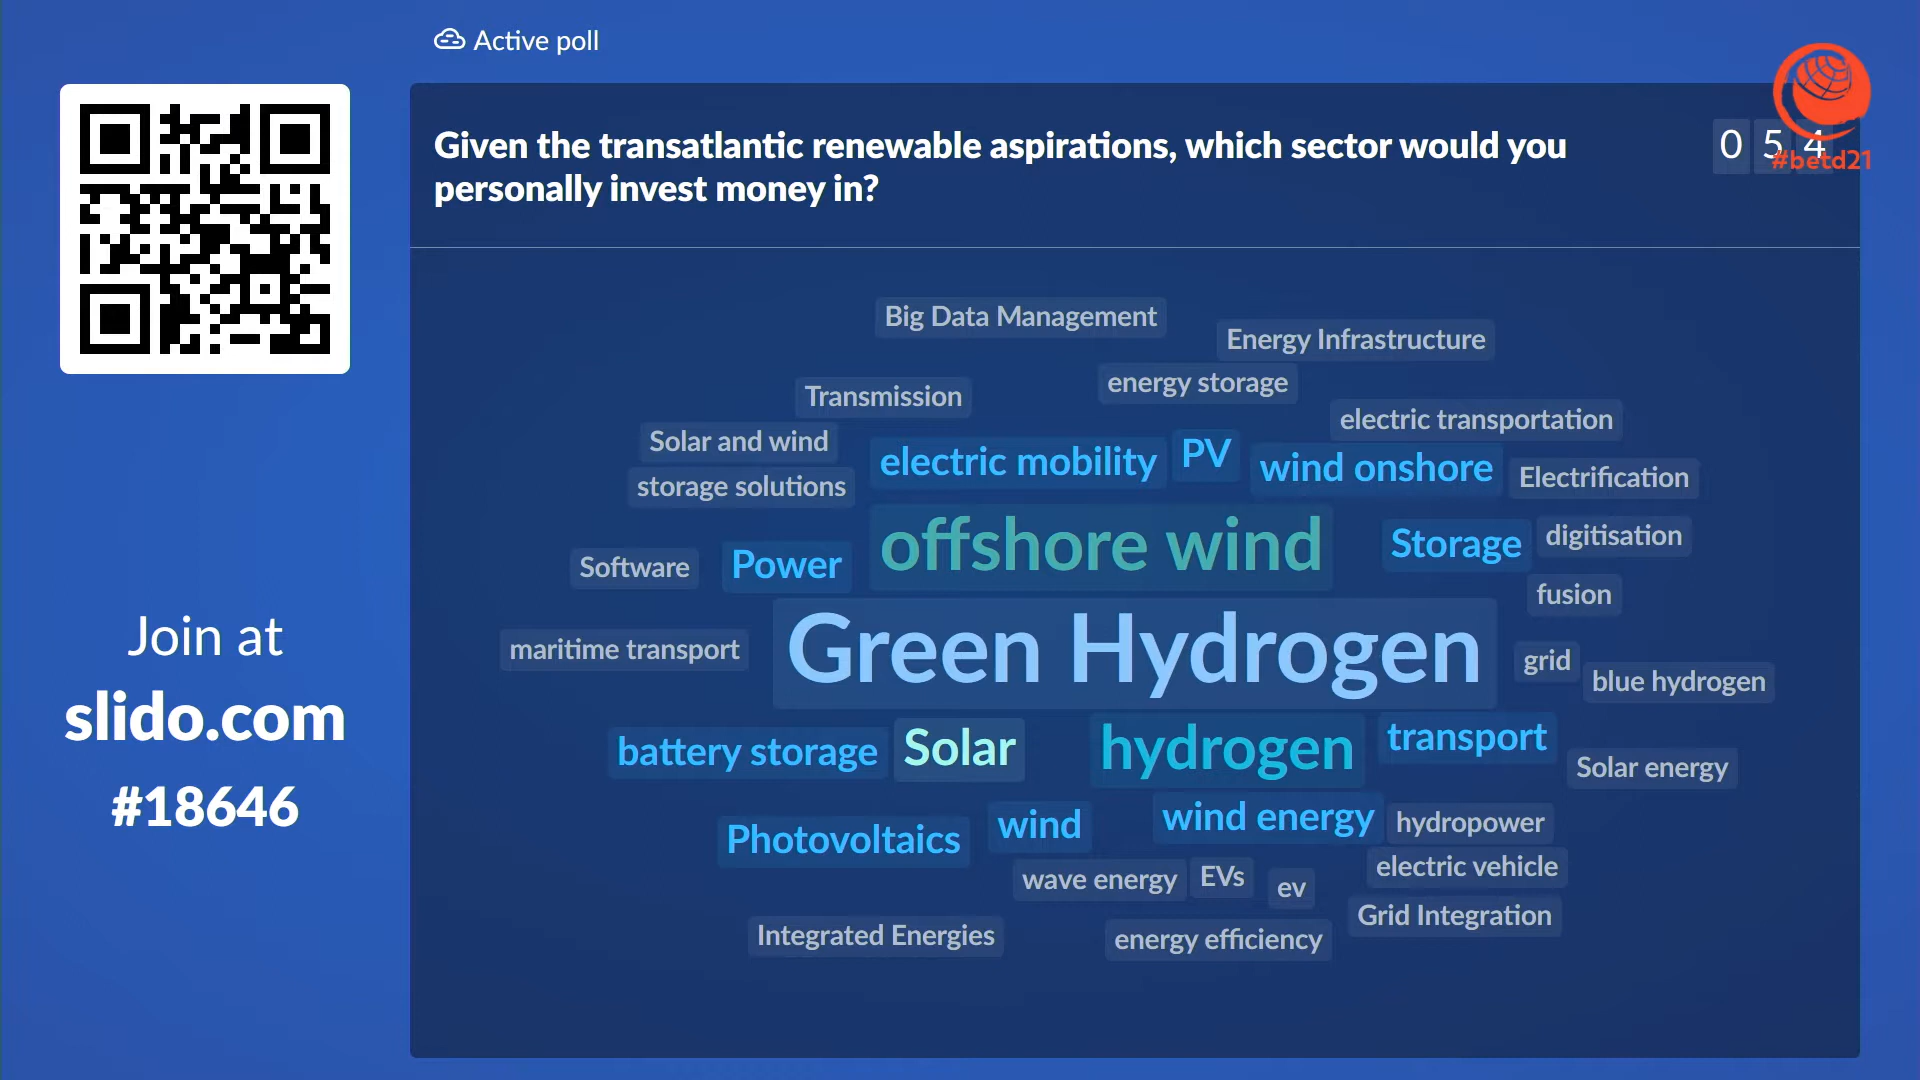 Active poll
Given the transatlantic renewable aspirations, which sector would you
personally invest money in?
0 5 4
#betd21
Big Data Management
Energy Infrastructure
energy storage
Transmission
electric transportation
Solar and wind
electric mobility
PV
wind onshore
Electrification
storage solutions
offshore wind
Storage
digitisation
Software
Power
fusion
Green Hydrogen
maritime transport
grid
blue hydrogen
battery storage
Solar
hydrogen
transport
Solar energy
Photovoltaics
wind
wind energy
hydropower
electric vehicle
wave energy
EVs
ev
Grid Integration
Integrated Energies
energy efficiency
Join at
slido.com
#18646